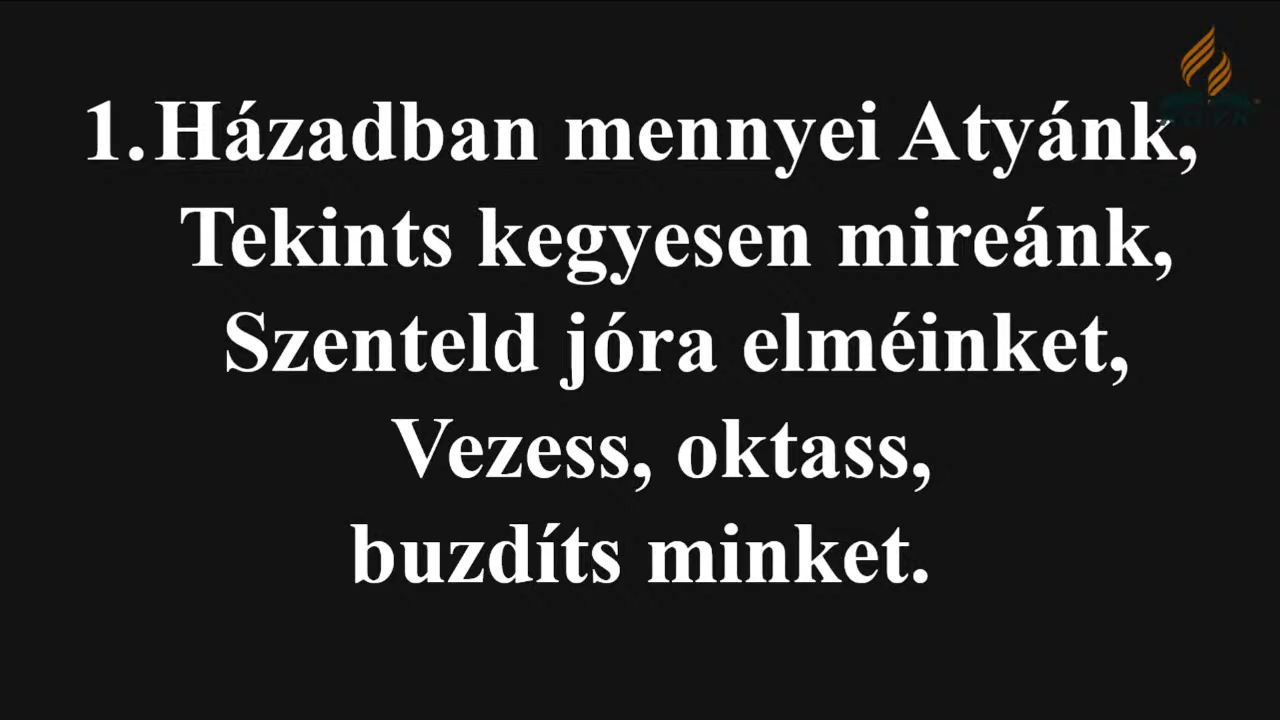 1. Házadban mennyei Atyánk,
Tekints kegyesen mireánk,
Szenteld jóra elméinket,
Vezess, oktass,
buzdíts minket.